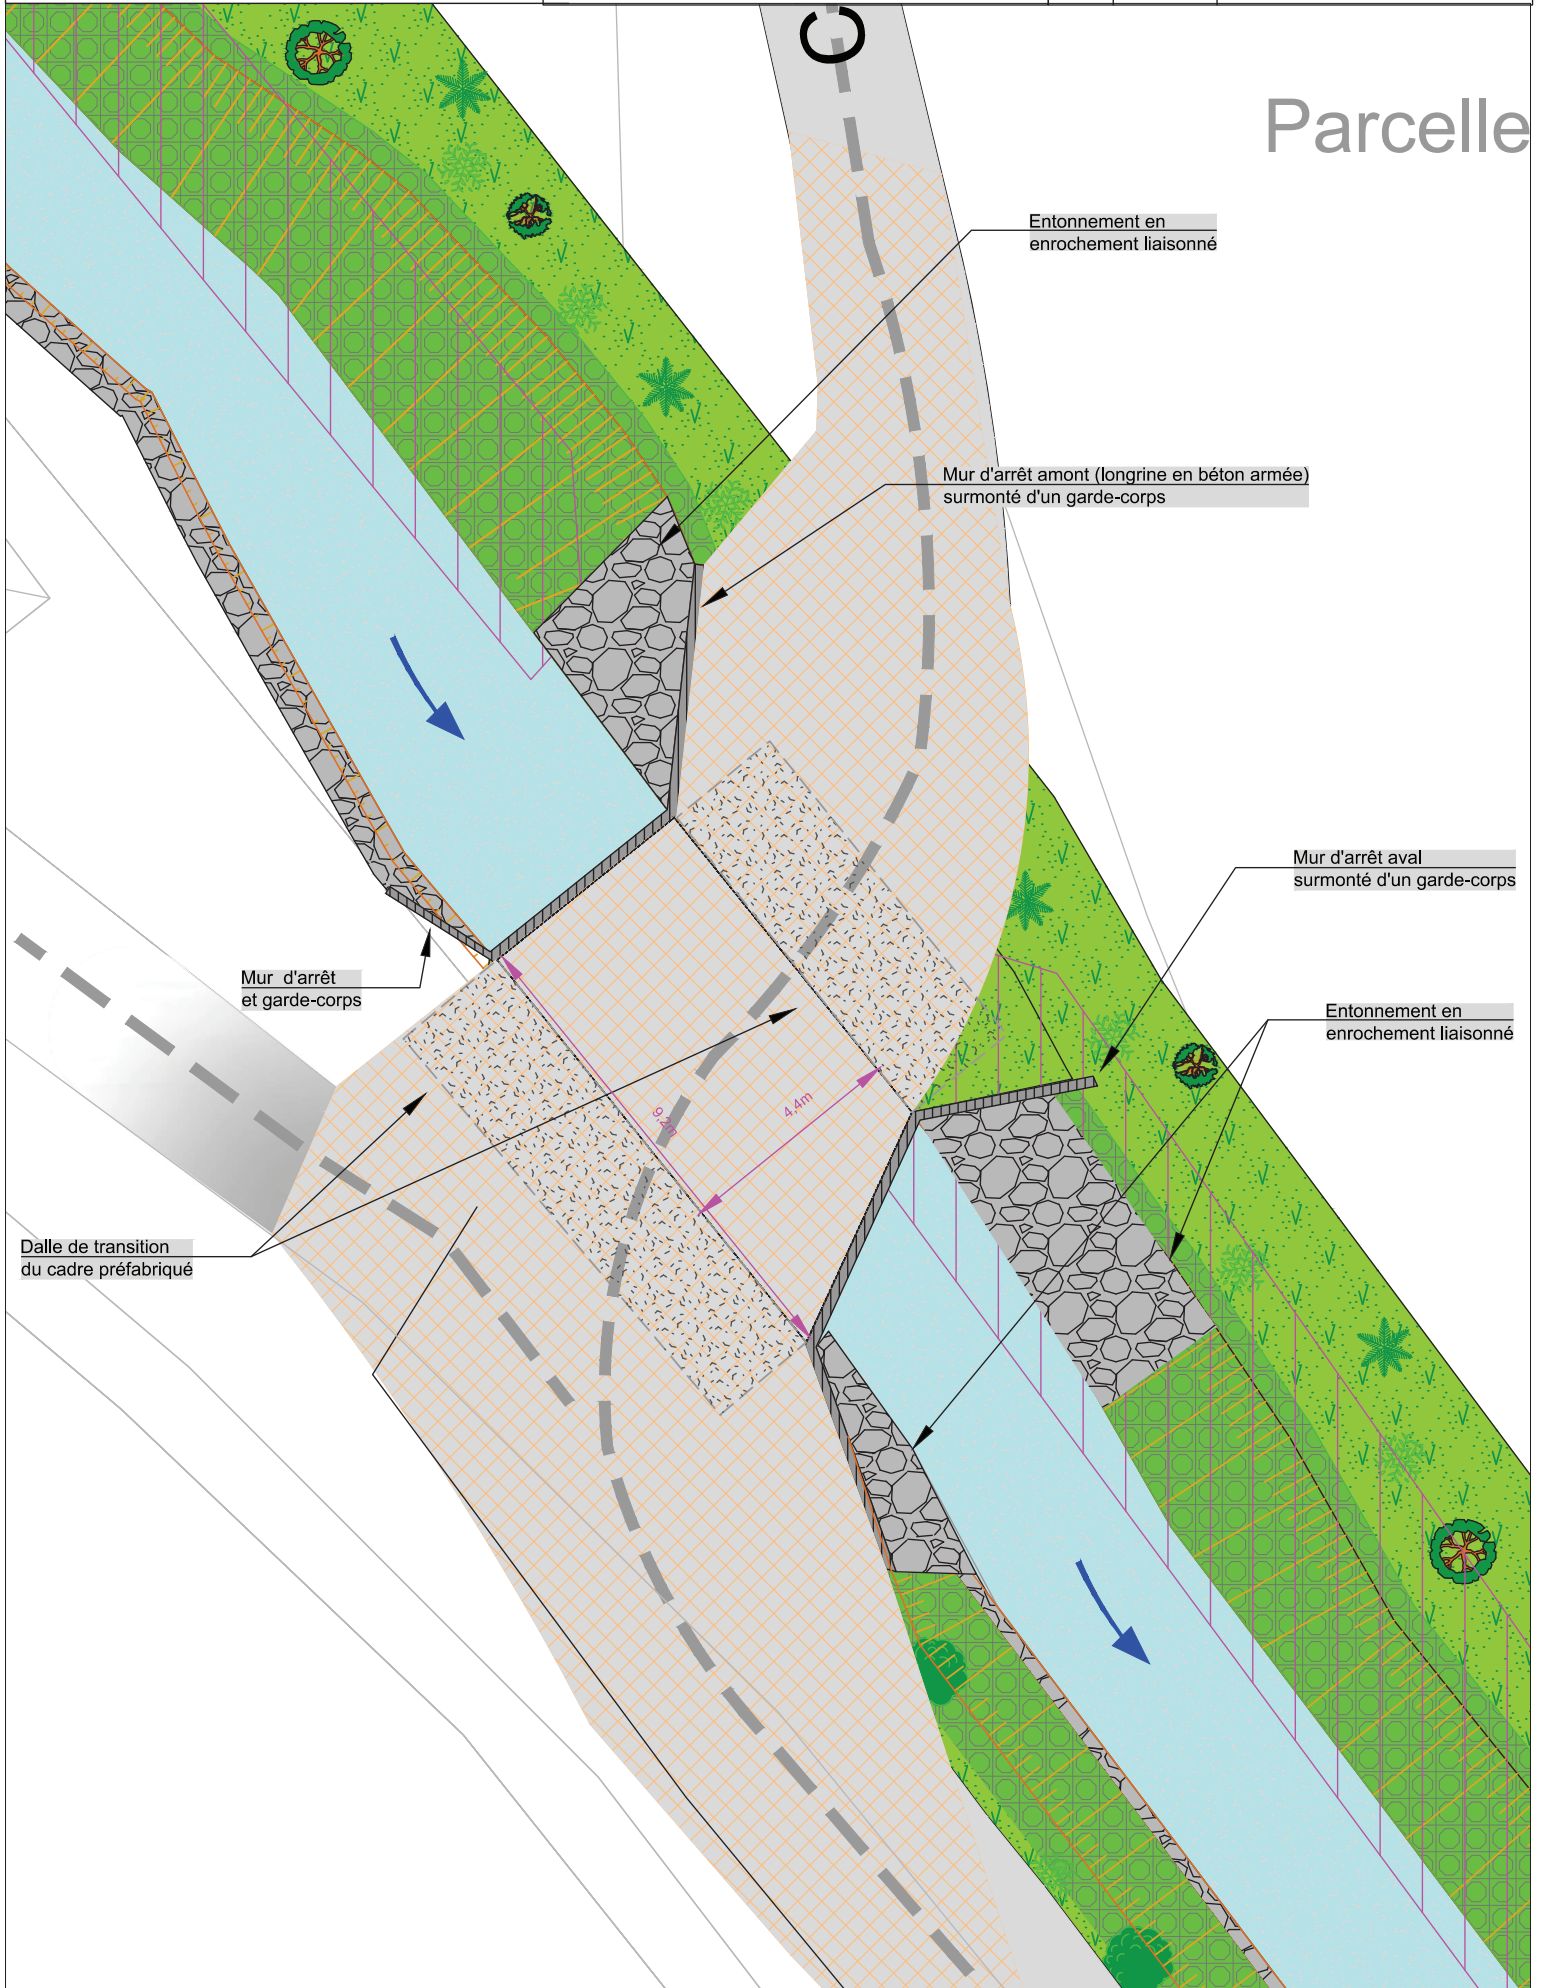 C
Parcelle
Entonnement en
enrochement liaisonné
Mur d'arrêt amont (longrine en béton armée)
surmonté d'un garde-corps
Mur d'arrêt aval
surmonté d'un garde-corps
Mur d'arrêt
et garde-corps
Entonnement en
enrochement liaisonné
9,2m
4,4m
Dalle de transition
du cadre préfabriqué